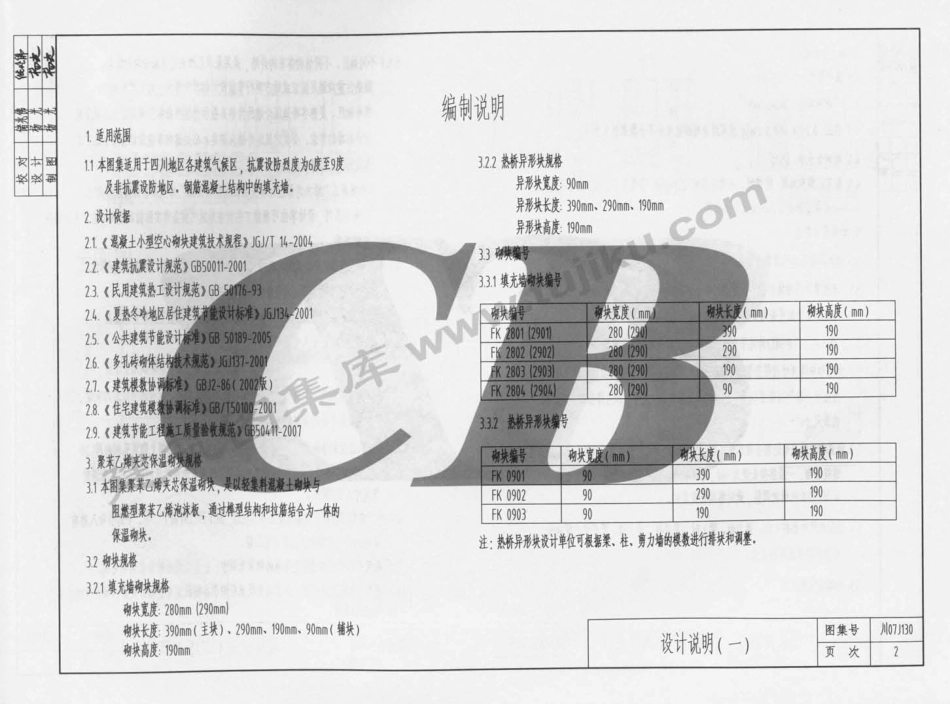 编制说明
1. 适用范围
1.1 本图集适用于四川地区各建筑气候区，抗震设防烈度为6度至9度
及非抗震设防地区、钢筋混凝土结构中的填充墙。
2. 设计依据
2.1.《混凝土小型空心砌块建筑技术规程》JGJ/T 14-2004
2.2.《建筑抗震设计规范》GB50011-2001
2.3.《民用建筑热工设计规范》GB 50176-93
2.4.《夏热冬冷地区居住建筑节能设计标准》JGJ134-2001
2.5.《公共建筑节能设计标准》GB 50189-2005
2.6.《多孔砖砌体结构技术规范》JGJ137-2001
2.7.《建筑模数协调标准》 GBJ2-86(2002版)
2.8.《住宅建筑模数协调标准》GB/T50100-2001
2.9.《建筑节能工程施工质量验收规范》GB50411-2007
3. 聚苯乙烯夹芯保温砌块规格
3.1 本图集聚苯乙烯夹芯保温砌块，是以轻集料混凝土砌块与
阻燃型聚苯乙烯泡沫板，通过榫型结构和拉筋结合为一体的
保温砌块。
3.2 砌块规格
3.2.1 填充墙砌块规格
砌块宽度: 280mm (290mm)
砌块长度: 390mm(主块)、290mm、190mm、90mm(辅块)
砌块高度: 190mm
3.2.2 热桥异形块规格
异形块宽度: 90mm
异形块长度: 390mm、290mm、190mm
异形块高度: 190mm
3.3 砌块编号
3.3.1 填充墙砌块编号
砌块编号 砌块宽度(mm) 砌块长度(mm) 砌块高度(mm)
FK 2801 (2901) 280 (290) 390 190
FK 2802 (2902) 280 (290) 290 190
FK 2803 (2903) 280 (290) 190 190
FK 2804 (2904) 280 (290) 90 190
3.3.2 热桥异形块编号
砌块编号 砌块宽度(mm) 砌块长度(mm) 砌块高度(mm)
FK 0901 90 390 190
FK 0902 90 290 190
FK 0903 90 190 190
注: 热桥异形块设计单位可根据梁、柱、剪力墙的模数进行排块和调整。
设计说明(一)
图集号 川07J130
页 次 2
校 对
设 计
制 图
CB
www.tujiku.com